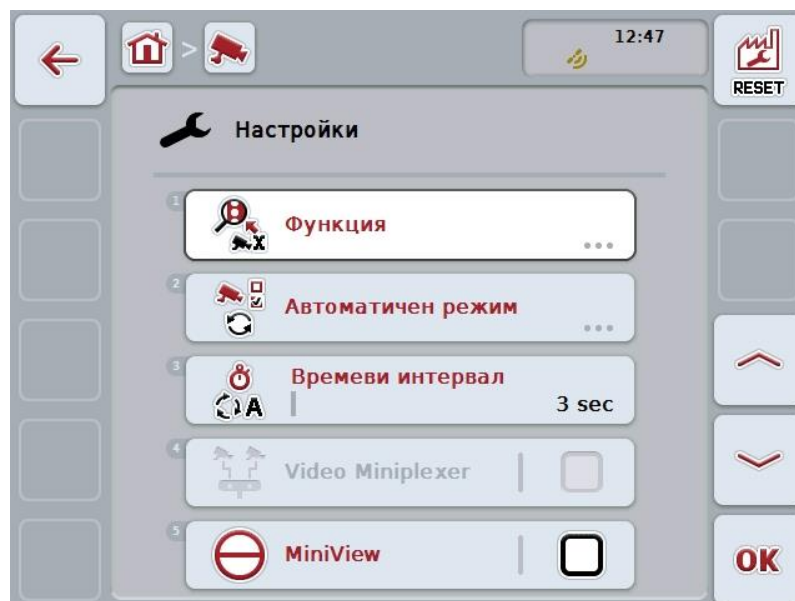 12:47
RESET
>
Настройки
1
Функция
...
2
Автоматичен режим
...
3
Времеви интервал
A
3 sec
4
Video Miniplexer
5
MiniView
OK